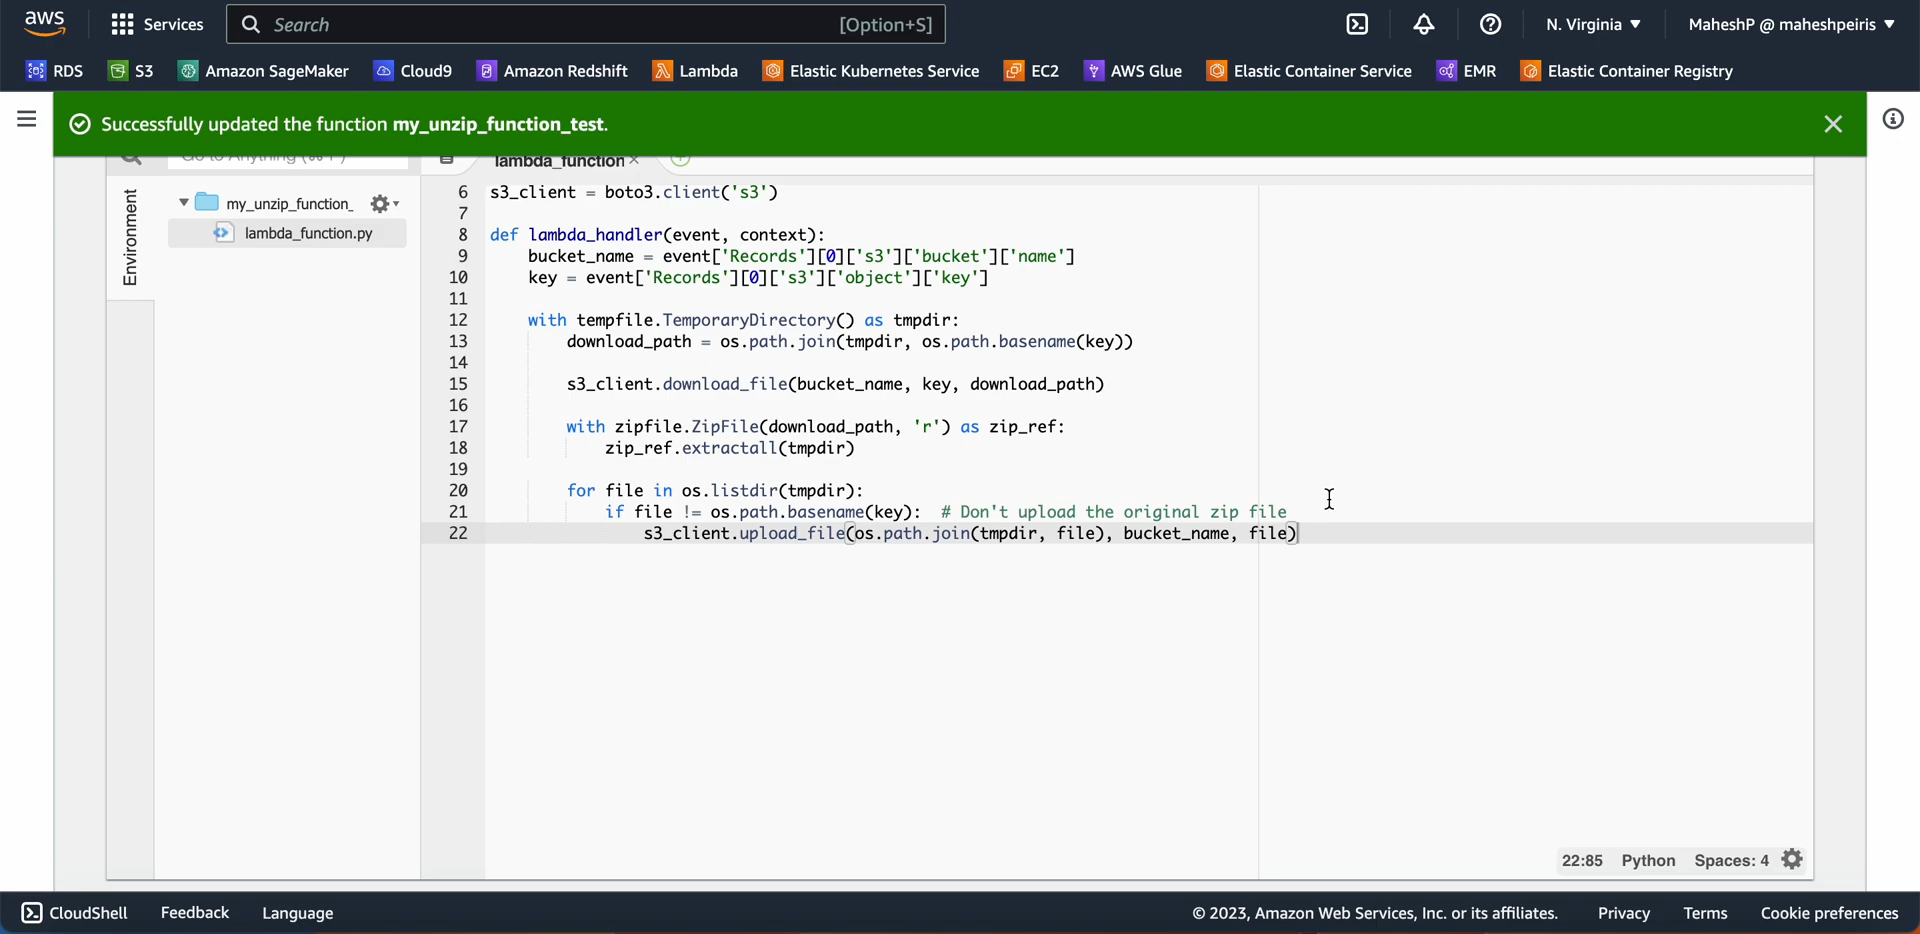 aws
Services
Search
[Option+S]
N. Virginia
MaheshP @ maheshpeiris
RDS
S3
Amazon SageMaker
Cloud9
Amazon Redshift
Lambda
Elastic Kubernetes Service
EC2
AWS Glue
Elastic Container Service
EMR
Elastic Container Registry
Successfully updated the function my_unzip_function_test.
lambda_function
Environment
my_unzip_function_
lambda_function.py
6 s3_client = boto3.client('s3')
7
8 def lambda_handler(event, context):
9 bucket_name = event['Records'][0]['s3']['bucket']['name']
10 key = event['Records'][0]['s3']['object']['key']
11
12 with tempfile.TemporaryDirectory() as tmpdir:
13 download_path = os.path.join(tmpdir, os.path.basename(key))
14
15 s3_client.download_file(bucket_name, key, download_path)
16
17 with zipfile.ZipFile(download_path, 'r') as zip_ref:
18 zip_ref.extractall(tmpdir)
19
20 for file in os.listdir(tmpdir):
21 if file != os.path.basename(key): # Don't upload the original zip file
22 s3_client.upload_file(os.path.join(tmpdir, file), bucket_name, file)
22:85 Python Spaces: 4
CloudShell
Feedback
Language
© 2023, Amazon Web Services, Inc. or its affiliates.
Privacy
Terms
Cookie preferences